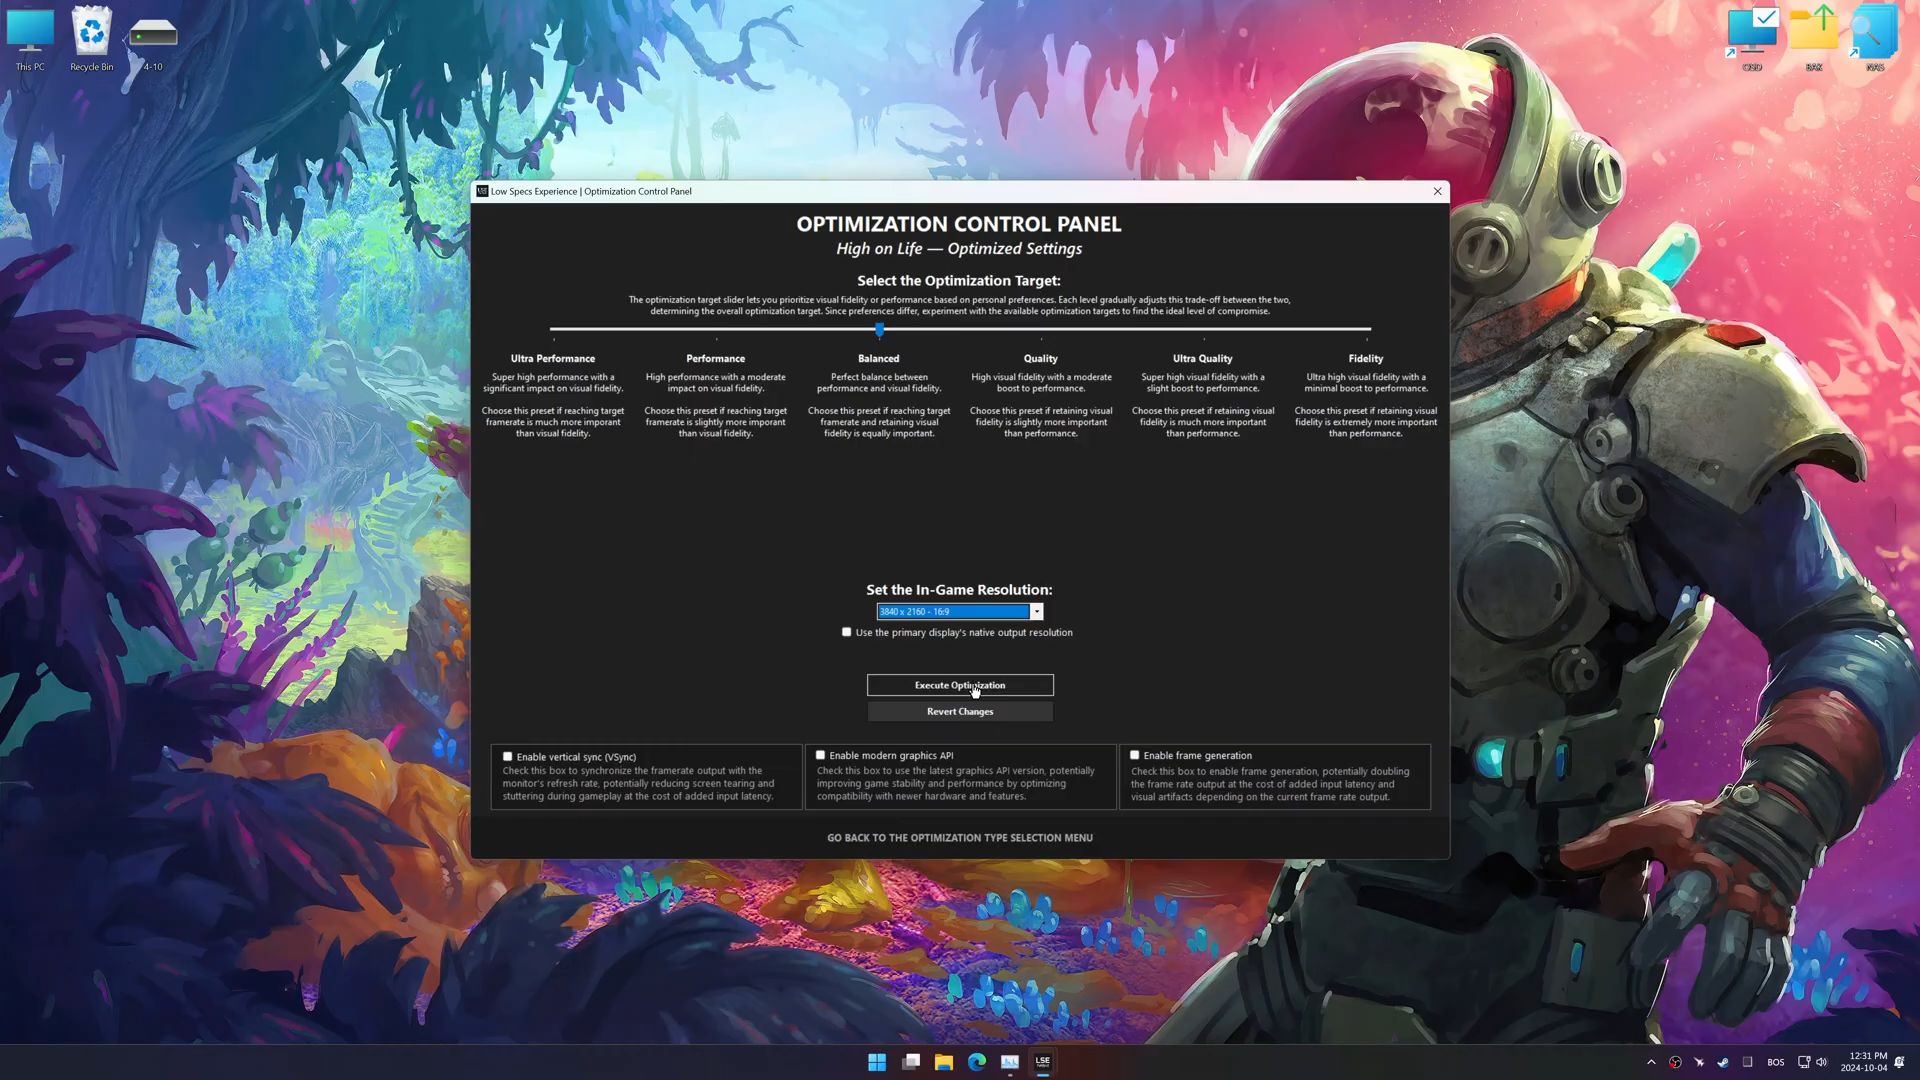 This PC
Recycle Bin
4-10
OSD
BAK
NAS
LSE
Low Specs Experience | Optimization Control Panel
OPTIMIZATION CONTROL PANEL
High on Life — Optimized Settings
Select the Optimization Target:
The optimization target slider lets you prioritize visual fidelity or performance based on personal preferences. Each level gradually adjusts this trade-off between the two,
determining the overall optimization target. Since preferences differ, experiment with the available optimization targets to find the ideal level of compromise.
Ultra Performance
Super high performance with a
significant impact on visual fidelity.
Choose this preset if reaching target
framerate is much more imporant
than visual fidelity.
Performance
High performance with a moderate
impact on visual fidelity.
Choose this preset if reaching target
framerate is slightly more imporant
than visual fidelity.
Balanced
Perfect balance between
performance and visual fidelity.
Choose this preset if reaching target
framerate and retaining visual
fidelity is equally important.
Quality
High visual fidelity with a moderate
boost to performance.
Choose this preset if retaining visual
fidelity is slightly more important
than performance.
Ultra Quality
Super high visual fidelity with a
slight boost to performance.
Choose this preset if retaining visual
fidelity is much more important
than performance.
Fidelity
Ultra high visual fidelity with a
minimal boost to performance.
Choose this preset if retaining visual
fidelity is extremely more important
than performance.
Set the In-Game Resolution:
3840 x 2160 - 16:9
Use the primary display's native output resolution
Execute Optimization
Revert Changes
Enable vertical sync (VSync)
Check this box to synchronize the framerate output with the
monitor's refresh rate, potentially reducing screen tearing and
stuttering during gameplay at the cost of added input latency.
Enable modern graphics API
Check this box to use the latest graphics API version, potentially
improving game stability and performance by optimizing
compatibility with newer hardware and features.
Enable frame generation
Check this box to enable frame generation, potentially doubling
the frame rate output at the cost of added input latency and
visual artifacts depending on the current frame rate output.
GO BACK TO THE OPTIMIZATION TYPE SELECTION MENU
LSE
BOS
12:31 PM
2024-10-04